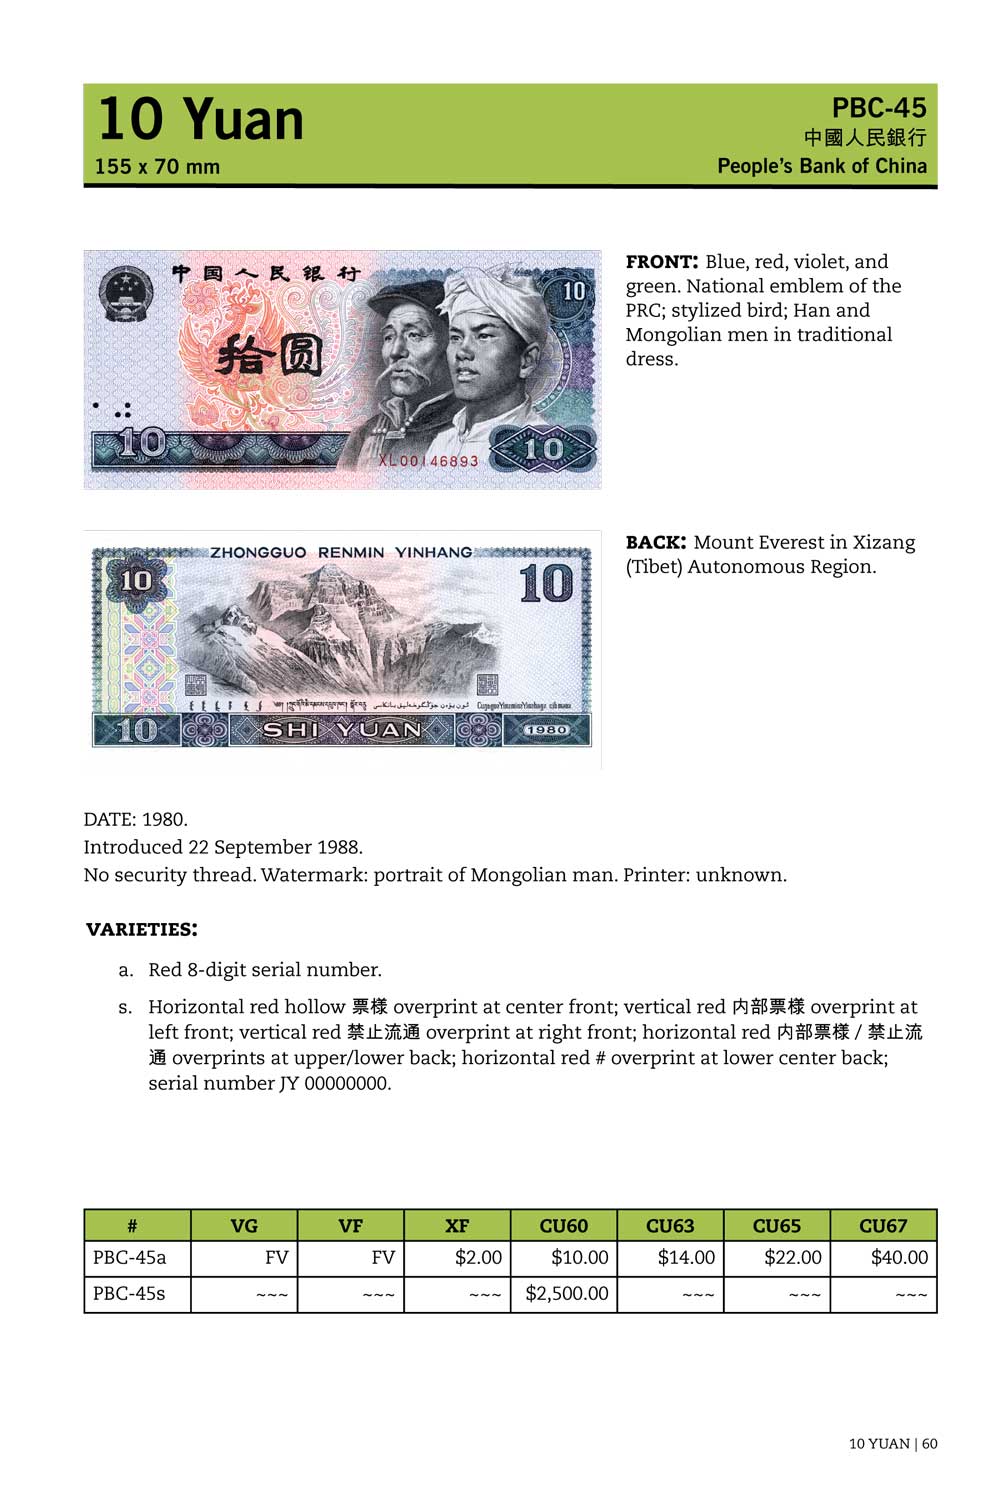 10 Yuan
155 x 70 mm
PBC-45
中國人民銀行
People’s Bank of China
中国人民银行
10
拾圆
10
XL00146893
10
FRONT: Blue, red, violet, and
green. National emblem of the
PRC; stylized bird; Han and
Mongolian men in traditional
dress.
ZHONGGUO RENMIN YINHANG
10
10
10
SHI YUAN
1980
BACK: Mount Everest in Xizang
(Tibet) Autonomous Region.
DATE: 1980.
Introduced 22 September 1988.
No security thread. Watermark: portrait of Mongolian man. Printer: unknown.
VARIETIES:
a. Red 8-digit serial number.
s. Horizontal red hollow 票樣 overprint at center front; vertical red 内部票樣 overprint at
left front; vertical red 禁止流通 overprint at right front; horizontal red 内部票樣 / 禁止流
通 overprints at upper/lower back; horizontal red # overprint at lower center back;
serial number JY 00000000.
# VG VF XF CU60 CU63 CU65 CU67
PBC-45a FV FV $2.00 $10.00 $14.00 $22.00 $40.00
PBC-45s ~~~ ~~~ ~~~ $2,500.00 ~~~ ~~~ ~~~
10 YUAN | 60